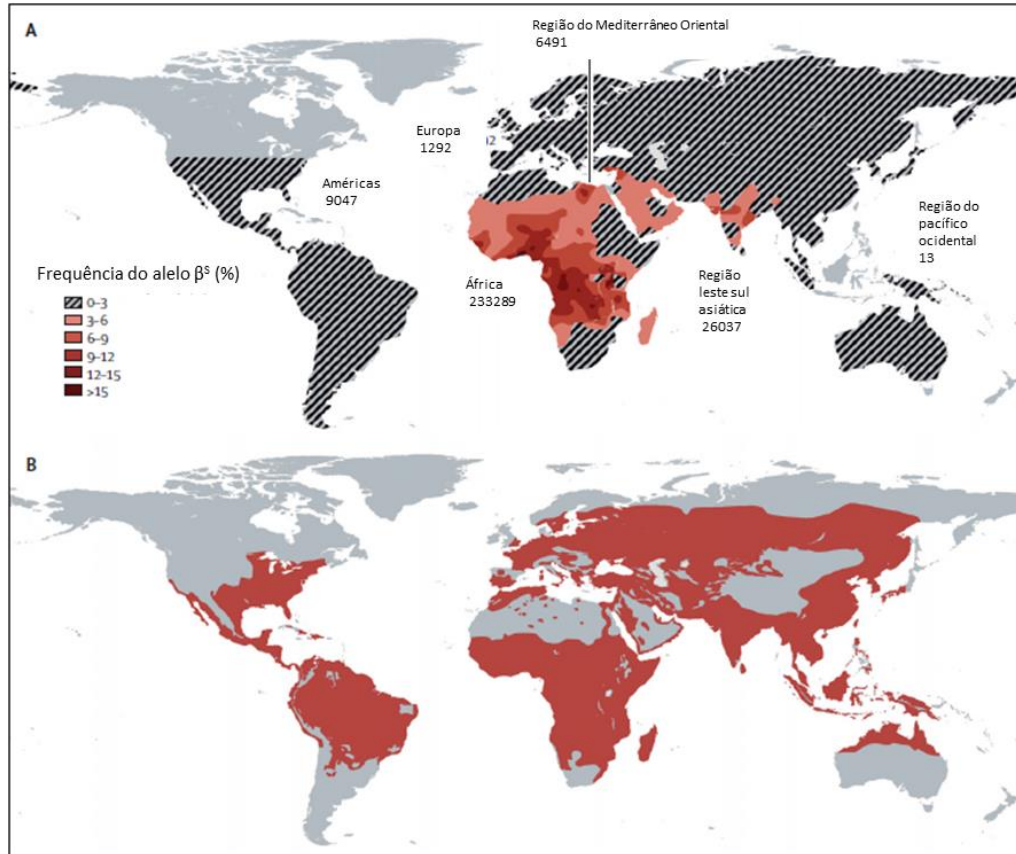 A
Região do Mediterrâneo Oriental
6491
Europa
1292
Américas
9047
Região do
pacífico
ocidental
13
Frequência do alelo βˢ (%)
0–3
3–6
6–9
9–12
12–15
>15
África
233289
Região
leste sul
asiática
26037
B